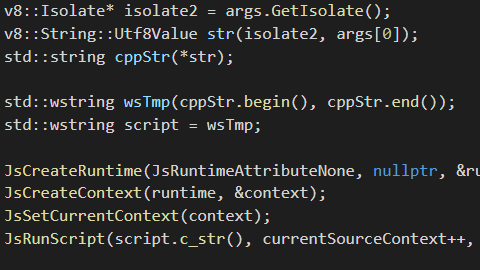 v8::Isolate* isolate2 = args.GetIsolate();
v8::String::Utf8Value str(isolate2, args[0]);
std::string cppStr(*str);
std::wstring wsTmp(cppStr.begin(), cppStr.end());
std::wstring script = wsTmp;
JsCreateRuntime(JsRuntimeAttributeNone, nullptr, &ru
JsCreateContext(runtime, &context);
JsSetCurrentContext(context);
JsRunScript(script.c_str(), currentSourceContext++,